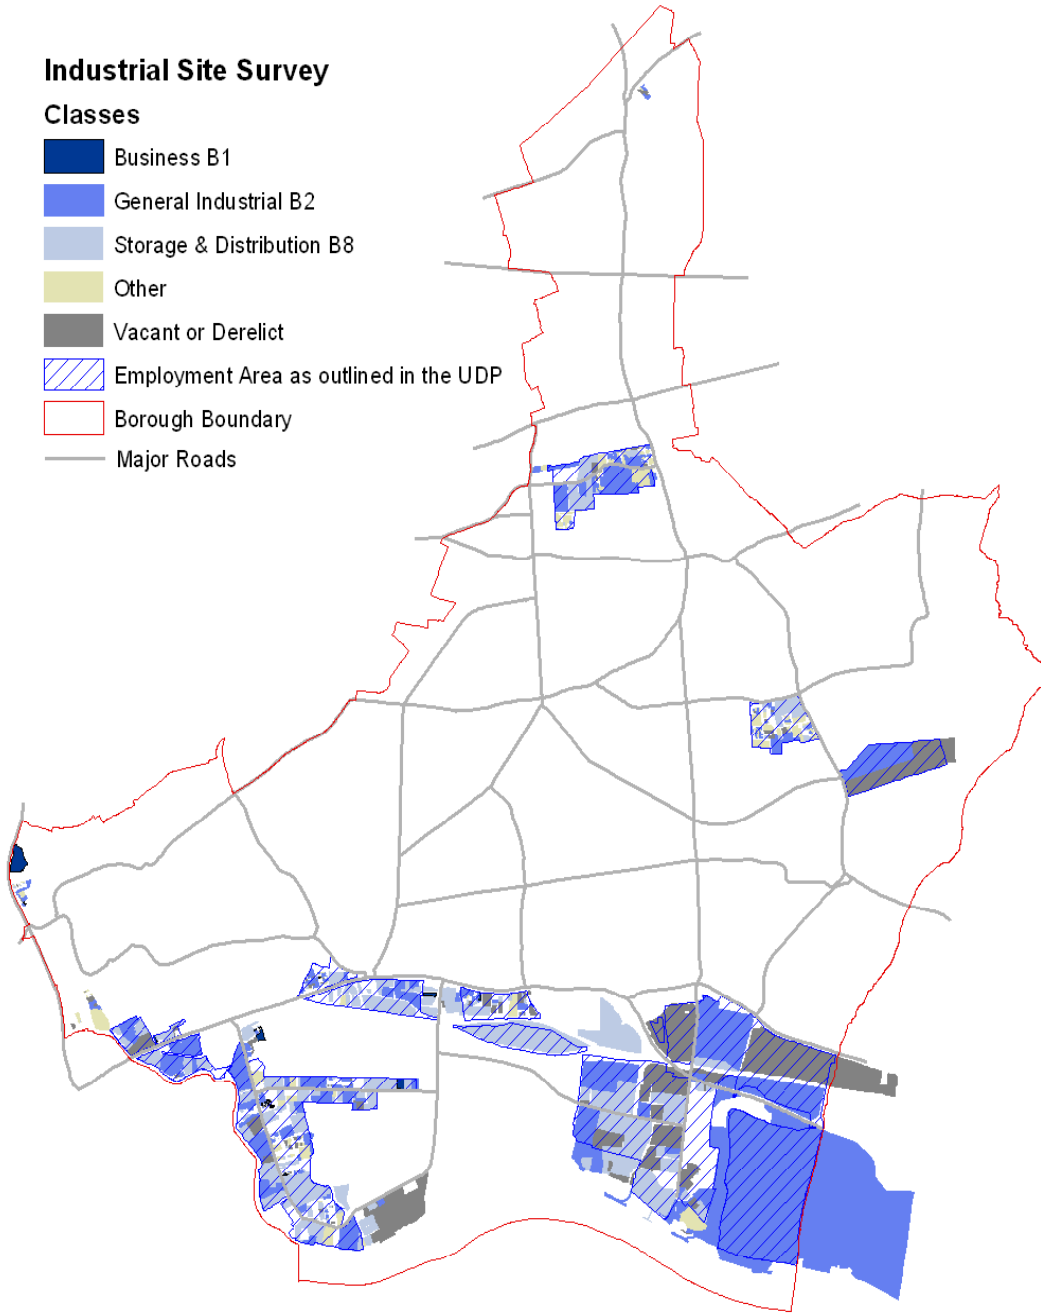 Industrial Site Survey
Classes
Business B1
General Industrial B2
Storage & Distribution B8
Other
Vacant or Derelict
Employment Area as outlined in the UDP
Borough Boundary
Major Roads